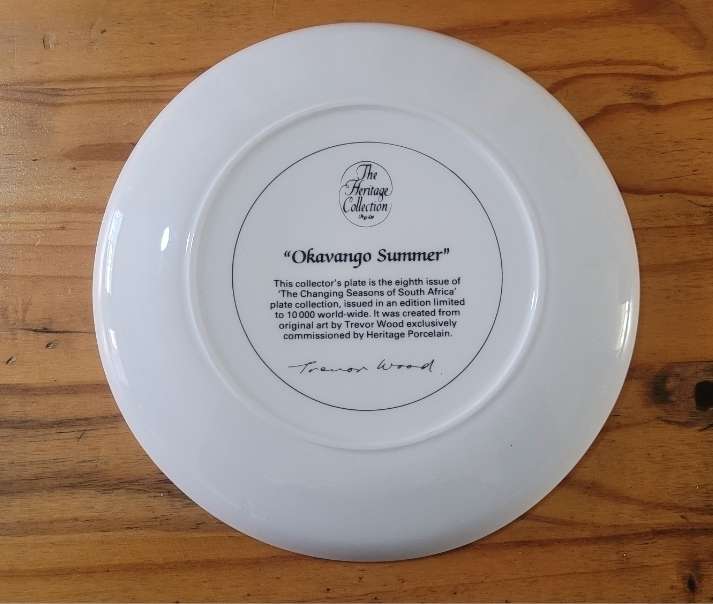 The
Heritage
Collection
(Pty) Ltd
“Okavango Summer”
This collector's plate is the eighth issue of
'The Changing Seasons of South Africa'
plate collection, issued in an edition limited
to 10 000 world-wide. It was created from
original art by Trevor Wood exclusively
commissioned by Heritage Porcelain.
Trevor Wood.